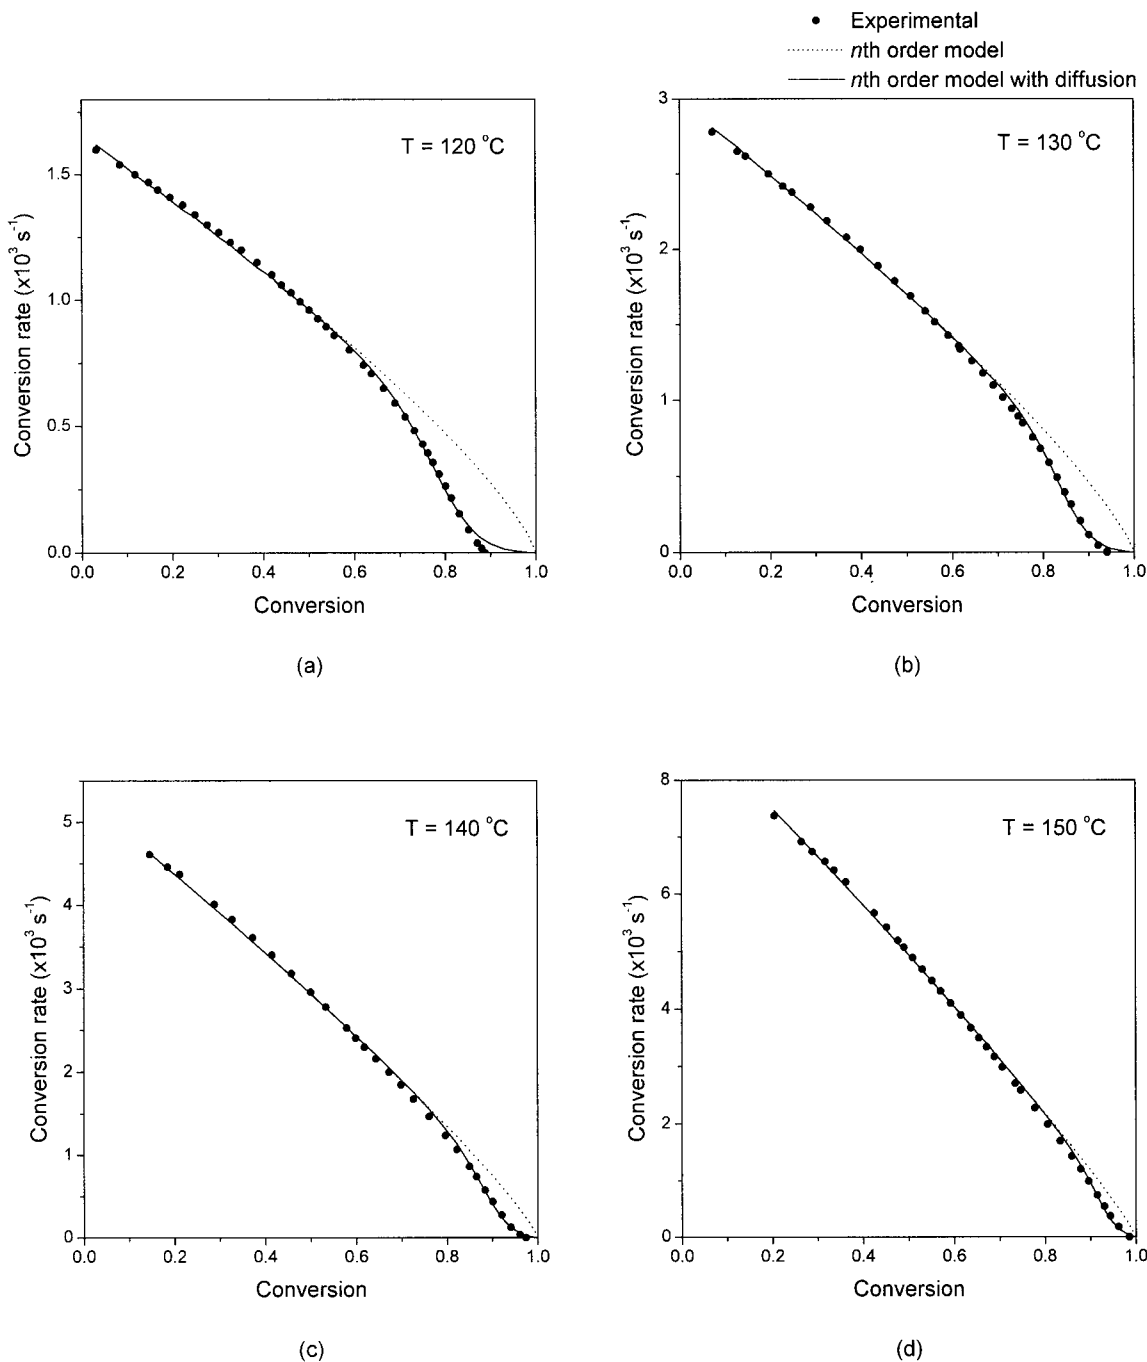 Experimental
nth order model
nth order model with diffusion
T = 120 °C
1.5
1.0
0.5
0.0
Conversion rate (x10³ s⁻¹)
0.0 0.2 0.4 0.6 0.8 1.0
Conversion
(a)
T = 130 °C
3
2
1
0
Conversion rate (x10³ s⁻¹)
0.0 0.2 0.4 0.6 0.8 1.0
Conversion
(b)
T = 140 °C
5
4
3
2
1
0
Conversion rate (x10³ s⁻¹)
0.0 0.2 0.4 0.6 0.8 1.0
Conversion
(c)
T = 150 °C
8
6
4
2
0
Conversion rate (x10³ s⁻¹)
0.0 0.2 0.4 0.6 0.8 1.0
Conversion
(d)